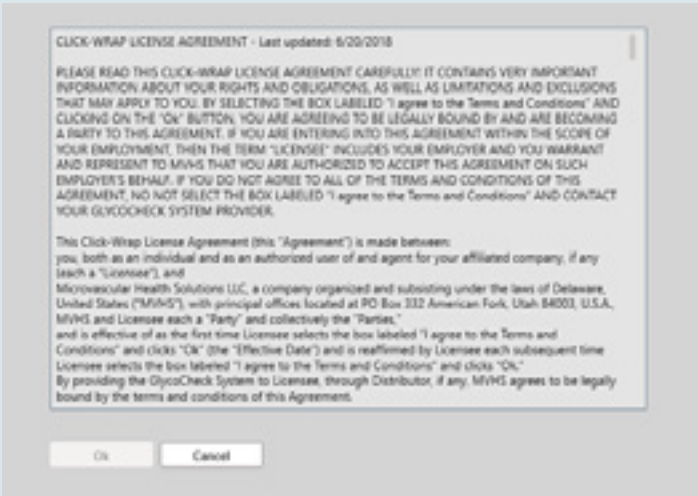 CLICK-WRAP LICENSE AGREEMENT - Last updated: 6/20/2018
PLEASE READ THIS CLICK-WRAP LICENSE AGREEMENT CAREFULLY! IT CONTAINS VERY IMPORTANT
INFORMATION ABOUT YOUR RIGHTS AND OBLIGATIONS, AS WELL AS LIMITATIONS AND EXCLUSIONS
THAT MAY APPLY TO YOU. BY SELECTING THE BOX LABELED "I agree to the Terms and Conditions" AND
CLICKING ON THE "Ok" BUTTON, YOU ARE AGREEING TO BE LEGALLY BOUND BY AND ARE BECOMING
A PARTY TO THIS AGREEMENT. IF YOU ARE ENTERING INTO THIS AGREEMENT WITHIN THE SCOPE OF
YOUR EMPLOYMENT, THEN THE TERM "LICENSEE" INCLUDES YOUR EMPLOYER AND YOU WARRANT
AND REPRESENT TO MVHS THAT YOU ARE AUTHORIZED TO ACCEPT THIS AGREEMENT ON SUCH
EMPLOYER'S BEHALF. IF YOU DO NOT AGREE TO ALL OF THE TERMS AND CONDITIONS OF THIS
AGREEMENT, NO NOT SELECT THE BOX LABELED "I agree to the Terms and Conditions" AND CONTACT
YOUR GLYCOCHECK SYSTEM PROVIDER.
This Click-Wrap License Agreement (this "Agreement") is made between:
you, both as an individual and as an authorized user of and agent for your affiliated company, if any
(each a "Licensee"), and
Microvascular Health Solutions LLC, a company organized and subsisting under the laws of Delaware,
United States ("MVHS"), with principal offices located at PO Box 332 American Fork, Utah 84003, U.S.A.,
MVHS and Licensee each a "Party" and collectively the "Parties,"
and is effective of as the first time Licensee selects the box labeled "I agree to the Terms and
Conditions" and clicks "Ok" (the "Effective Date") and is reaffirmed by Licensee each subsequent time
Licensee selects the box labeled "I agree to the Terms and Conditions" and clicks "Ok."
By providing the GlycoCheck System to Licensee, through Distributor, if any, MVHS agrees to be legally
bound by the terms and conditions of this Agreement.
Ok
Cancel